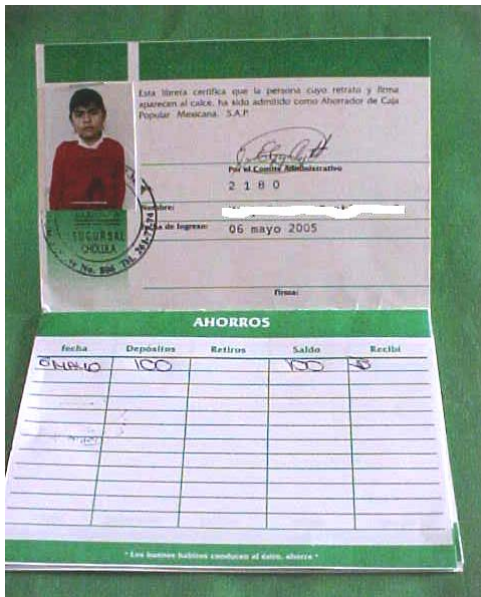 Esta libreta certifica que la persona cuyo retrato y firma
aparecen al calce, ha sido admitido como Ahorrador de Caja
Popular Mexicana. S.A.P.
Por el Comité Administrativo
2180
Nombre:
Fecha de Ingreso: 06 mayo 2005
SUCURSAL
CHOLULA
Firma:
AHORROS
fecha Depósitos Retiros Saldo Recibí
6 MAYO 100 100
* Los buenos hábitos conducen al éxito, ahorra *